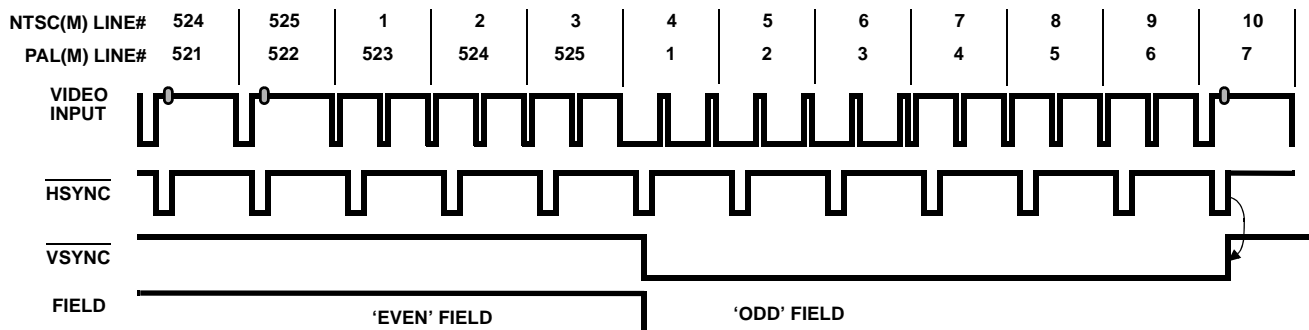 NTSC(M) LINE# 524 525 1 2 3 4 5 6 7 8 9 10
PAL(M) LINE# 521 522 523 524 525 1 2 3 4 5 6 7
VIDEO
INPUT
HSYNC
VSYNC
FIELD
‘EVEN’ FIELD
‘ODD’ FIELD